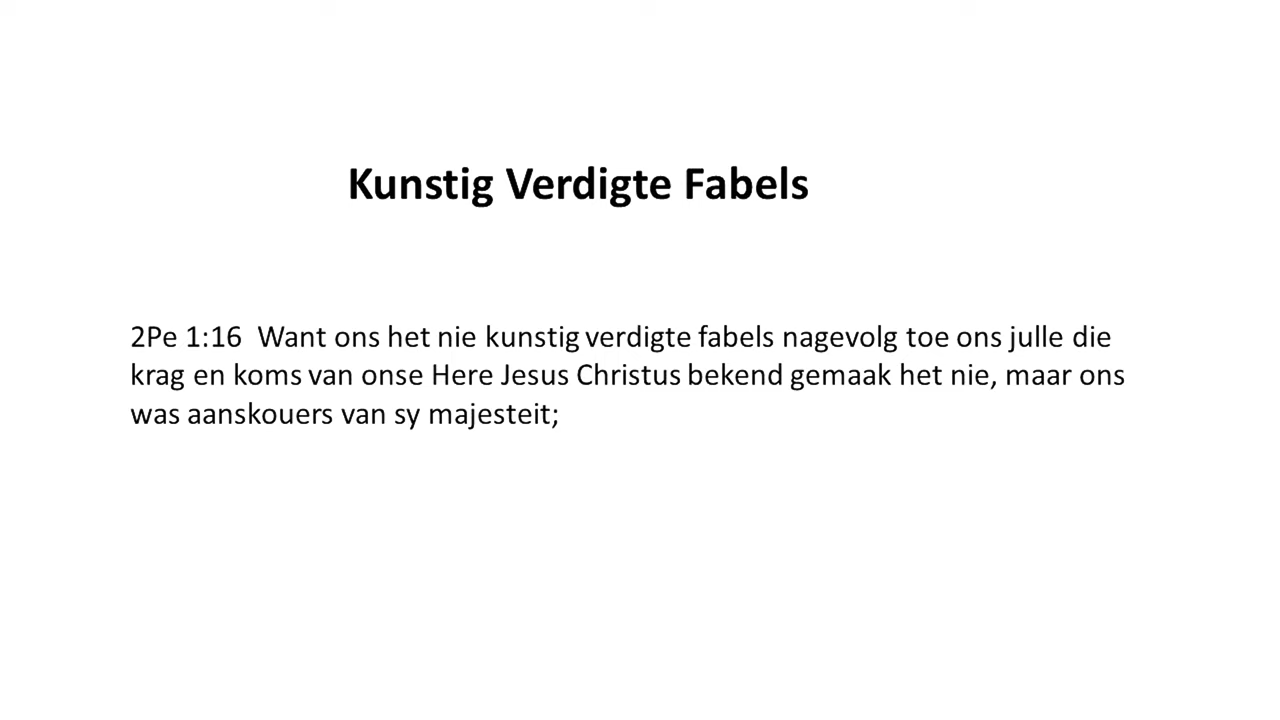 Kunstig Verdigte Fabels
2Pe 1:16  Want ons het nie kunstig verdigte fabels nagevolg toe ons julle die
krag en koms van onse Here Jesus Christus bekend gemaak het nie, maar ons
was aanskouers van sy majesteit;